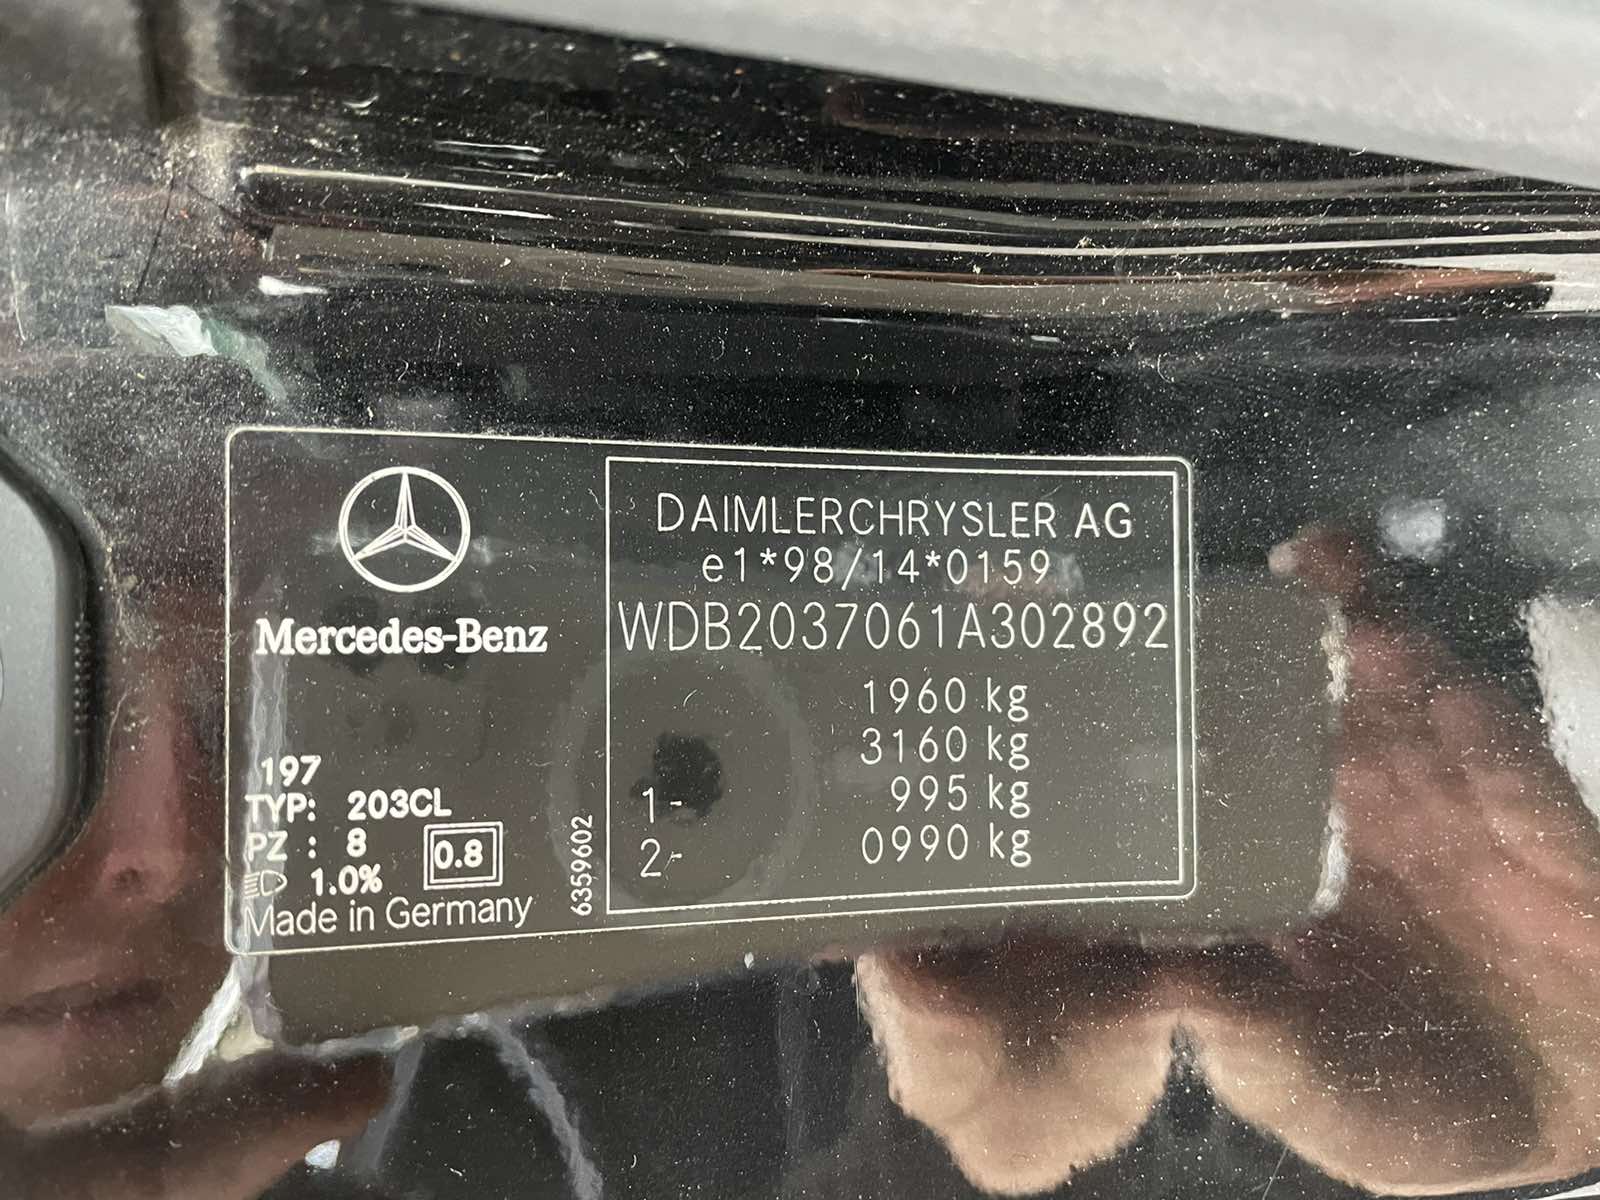 Mercedes-Benz
197
TYP: 203CL
PZ : 8
0.8
1.0%
Made in Germany
6359602
DAIMLERCHRYSLER AG
e1*98/14*0159
WDB2037061A302892
1960 kg
3160 kg
1- 995 kg
2- 0990 kg